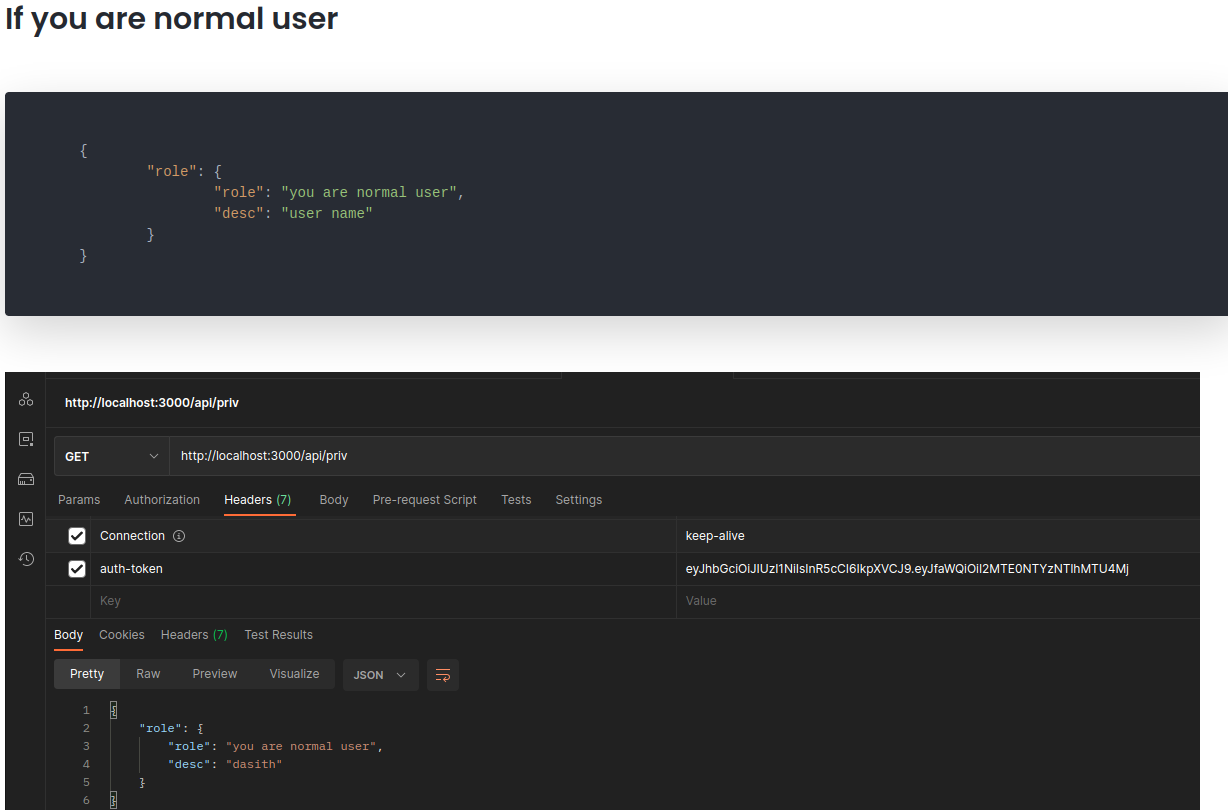 If you are normal user
{
"role": {
"role": "you are normal user",
"desc": "user name"
}
}
http://localhost:3000/api/priv
GET http://localhost:3000/api/priv
Params Authorization Headers (7) Body Pre-request Script Tests Settings
Connection keep-alive
auth-token eyJhbGciOiJIUzI1NiIsInR5cCI6IkpXVCJ9.eyJfaWQiOiI2MTE0NTYzNTlhMTU4Mj
Key Value
Body Cookies Headers (7) Test Results
Pretty Raw Preview Visualize JSON
1 {
2 "role": {
3 "role": "you are normal user",
4 "desc": "dasith"
5 }
6 }